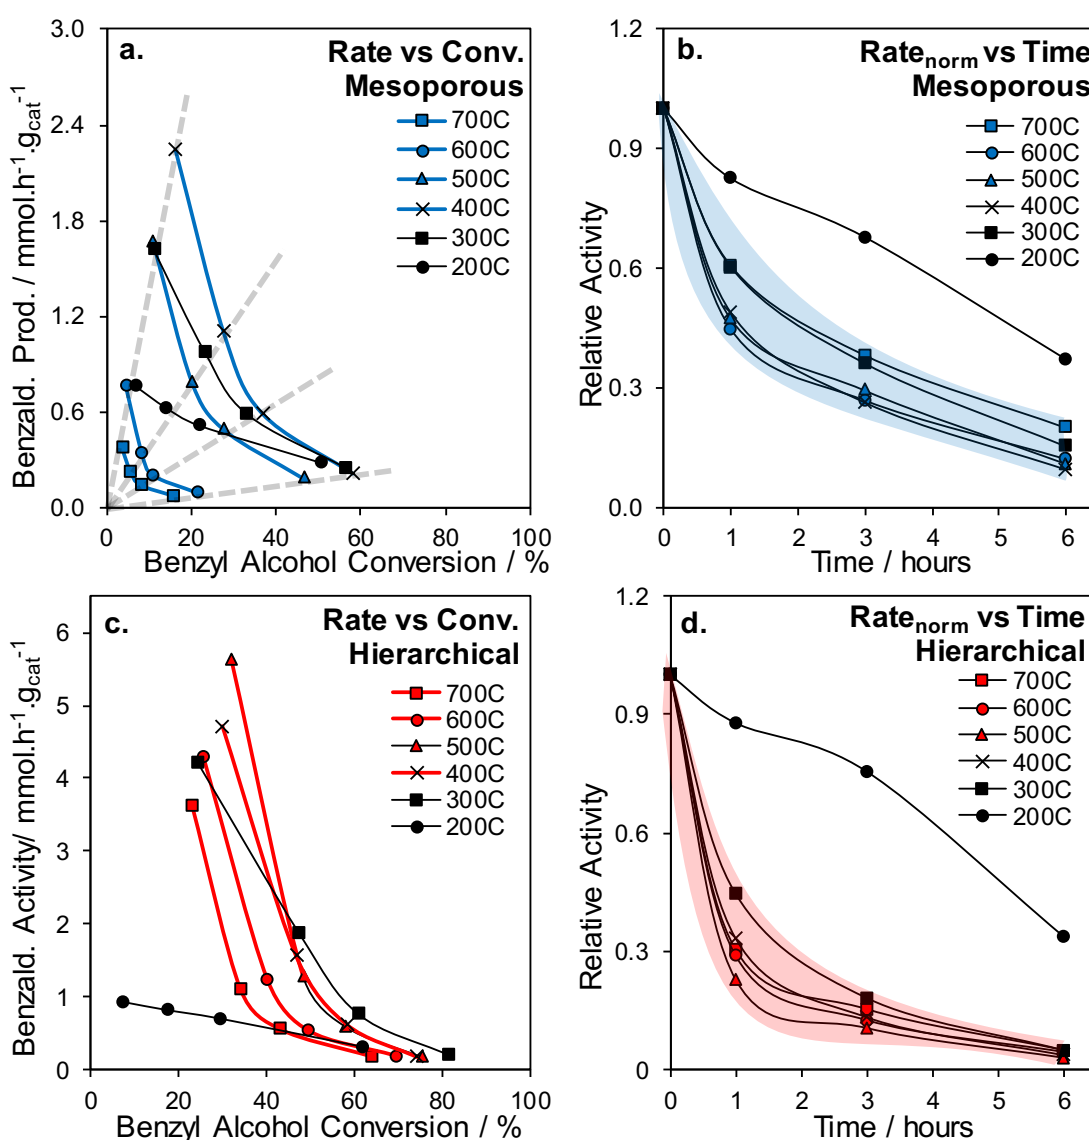 a.
Rate vs Conv.
Mesoporous
700C
600C
500C
400C
300C
200C
3.0
2.4
1.8
1.2
0.6
0.0
Benzald. Prod. / mmol.h⁻¹.gcat⁻¹
0 20 40 60 80 100
Benzyl Alcohol Conversion / %
b.
Ratenorm vs Time
Mesoporous
700C
600C
500C
400C
300C
200C
1.2
0.9
0.6
0.3
0.0
Relative Activity
0 1 2 3 4 5 6
Time / hours
c.
Rate vs Conv.
Hierarchical
700C
600C
500C
400C
300C
200C
6
5
4
3
2
1
0
Benzald. Activity/ mmol.h⁻¹.gcat⁻¹
0 20 40 60 80 100
Benzyl Alcohol Conversion / %
d.
Ratenorm vs Time
Hierarchical
700C
600C
500C
400C
300C
200C
1.2
0.9
0.6
0.3
0.0
Relative Activity
0 1 2 3 4 5 6
Time / hours